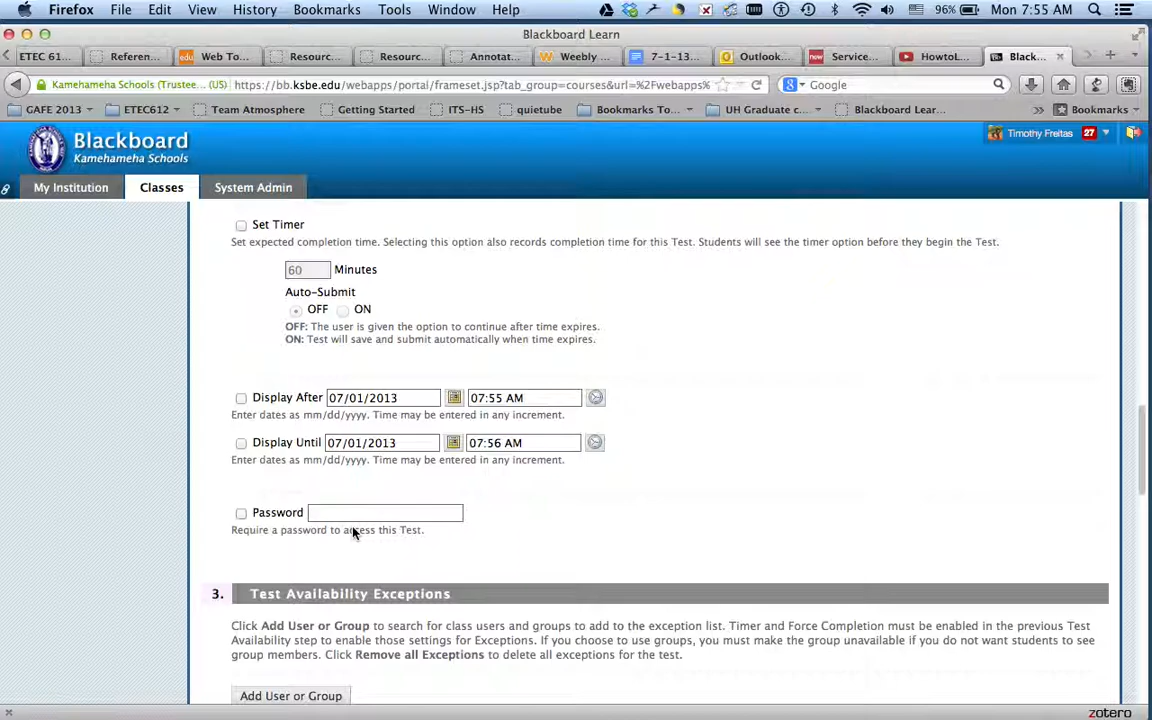 Firefox File Edit View History Bookmarks Tools Window Help 96% Mon 7:55 AM
Blackboard Learn
ETEC 61... Referen... Web To... Resourc... Resourc... Annotat... Weekly ... 7-1-13... Outlook... Service... HowtoL... Black...
Kamehameha Schools (Trustee... (US) https://bb.ksbe.edu/webapps/portal/frameset.jsp?tab_group=courses&url=%2Fwebapps% Google
GAFE 2013 ETEC612 Team Atmosphere Getting Started ITS-HS quietube Bookmarks To... UH Graduate c... Blackboard Lear... Bookmarks
Blackboard
Kamehameha Schools
Timothy Freitas 27
My Institution Classes System Admin
Set Timer
Set expected completion time. Selecting this option also records completion time for this Test. Students will see the timer option before they begin the Test.
60 Minutes
Auto-Submit
OFF ON
OFF: The user is given the option to continue after time expires.
ON: Test will save and submit automatically when time expires.
Display After 07/01/2013 07:55 AM
Enter dates as mm/dd/yyyy. Time may be entered in any increment.
Display Until 07/01/2013 07:56 AM
Enter dates as mm/dd/yyyy. Time may be entered in any increment.
Password
Require a password to access this Test.
3. Test Availability Exceptions
Click Add User or Group to search for class users and groups to add to the exception list. Timer and Force Completion must be enabled in the previous Test
Availability step to enable those settings for Exceptions. If you choose to use groups, you must make the group unavailable if you do not want students to see
group members. Click Remove all Exceptions to delete all exceptions for the test.
Add User or Group
zotero